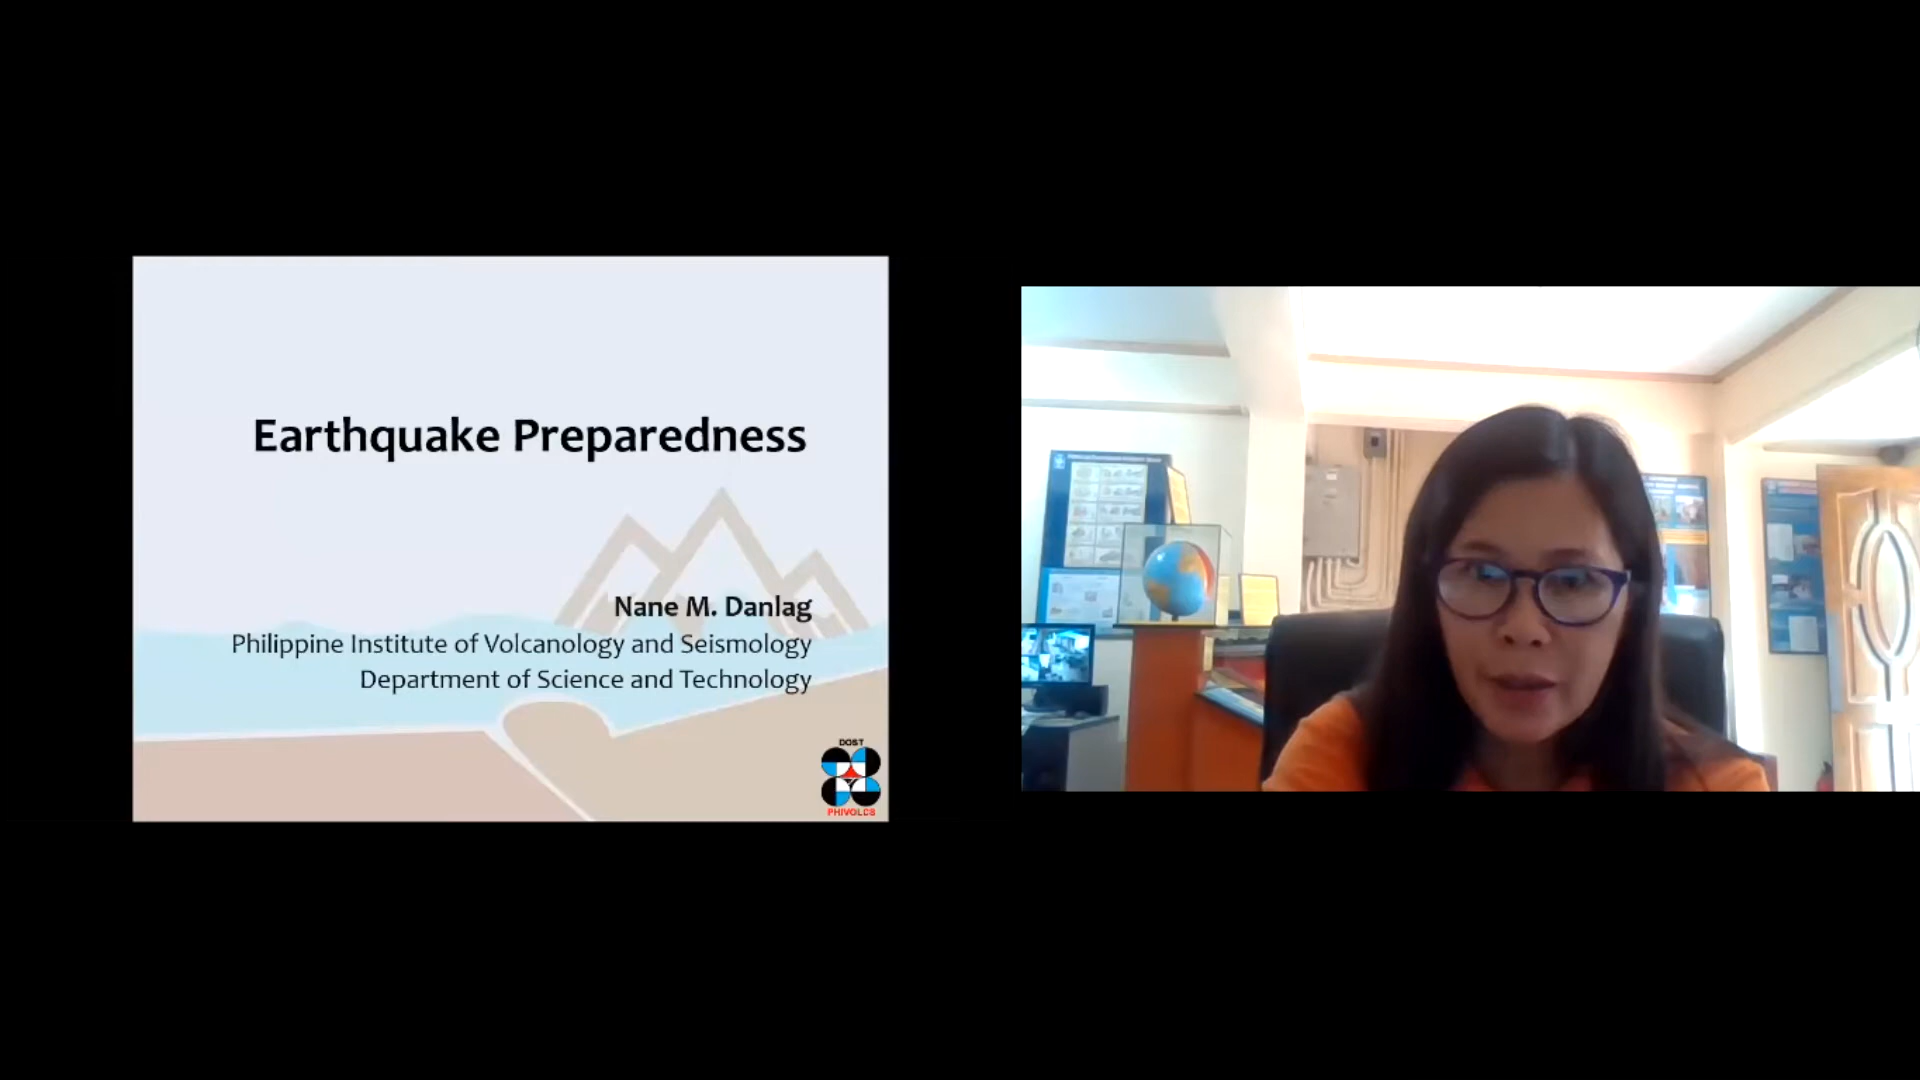 Earthquake Preparedness
Nane M. Danlag
Philippine Institute of Volcanology and Seismology
Department of Science and Technology
DOST
PHIVOLCS